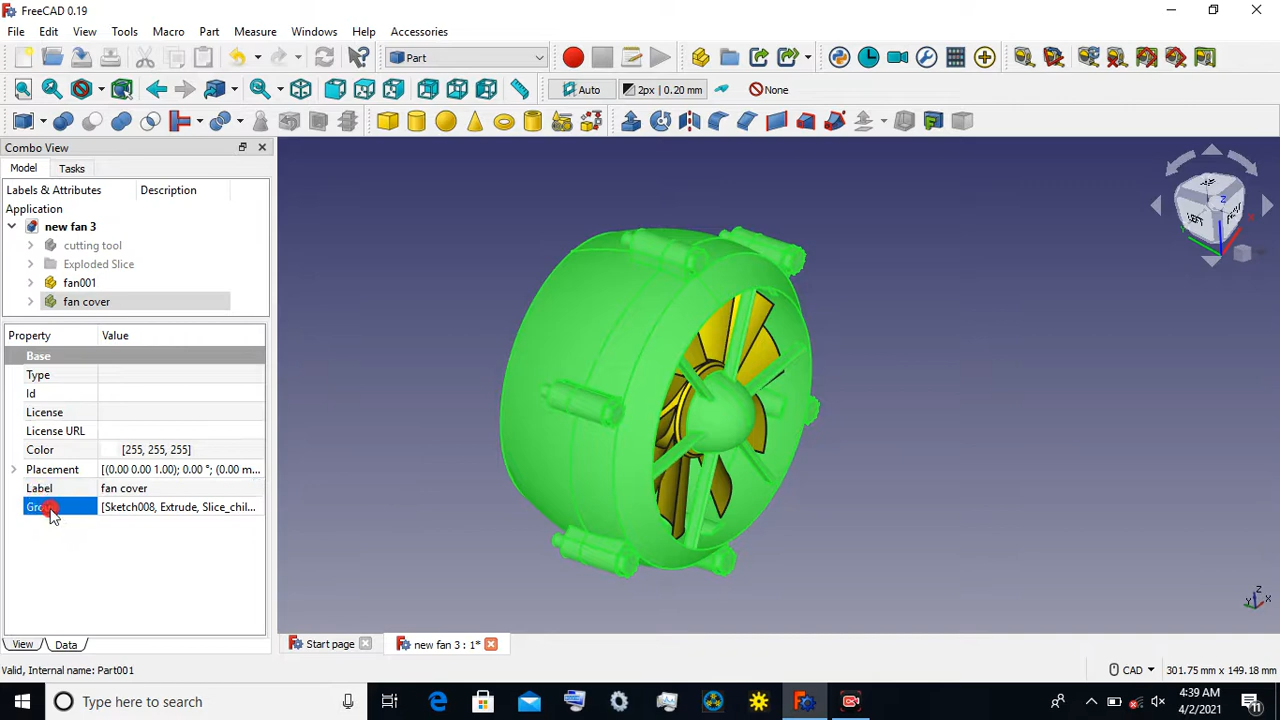 FreeCAD 0.19
File Edit View Tools Macro Part Measure Windows Help Accessories
Part
Auto 2px | 0.20 mm None
Combo View
Model Tasks
Labels & Attributes Description
Application
new fan 3
cutting tool
Exploded Slice
fan001
fan cover
Property Value
Base
Type
Id
License
License URL
Color [255, 255, 255]
Placement [(0.00 0.00 1.00); 0.00 °; (0.00 m...
Label fan cover
[Sketch008, Extrude, Slice_chil...
View Data
Start page new fan 3 : 1*
Valid, Internal name: Part001
CAD 301.75 mm x 149.18 mm
Type here to search
4:39 AM
4/2/2021
Z
X